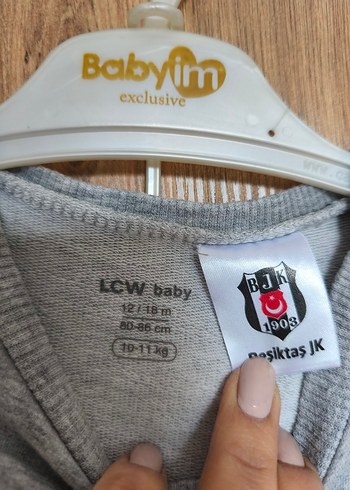 Babyim
exclusive
LCW baby
12 / 18 m
80-86 cm
10-11 kg
BJK
1903
Beşiktaş JK